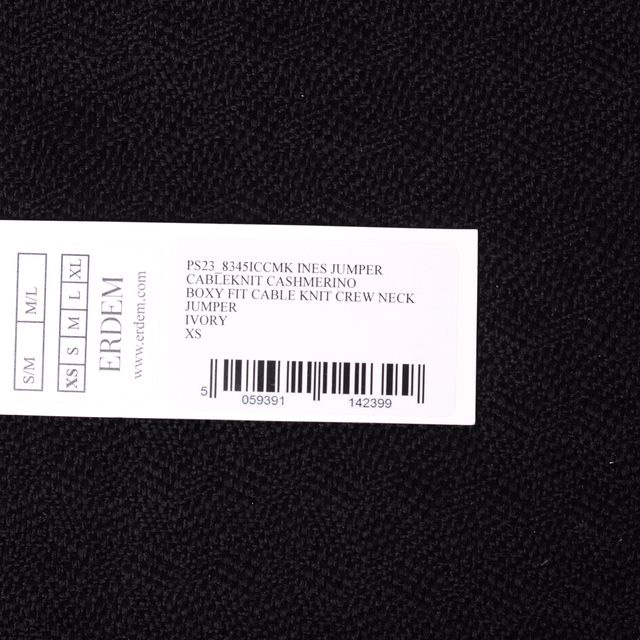 S/M M/L
XS S M L XL
ERDEM
www.erdem.com
PS23_8345ICCMK INES JUMPER
CABLEKNIT CASHMERINO
BOXY FIT CABLE KNIT CREW NECK
JUMPER
IVORY
XS
5 059391 142399